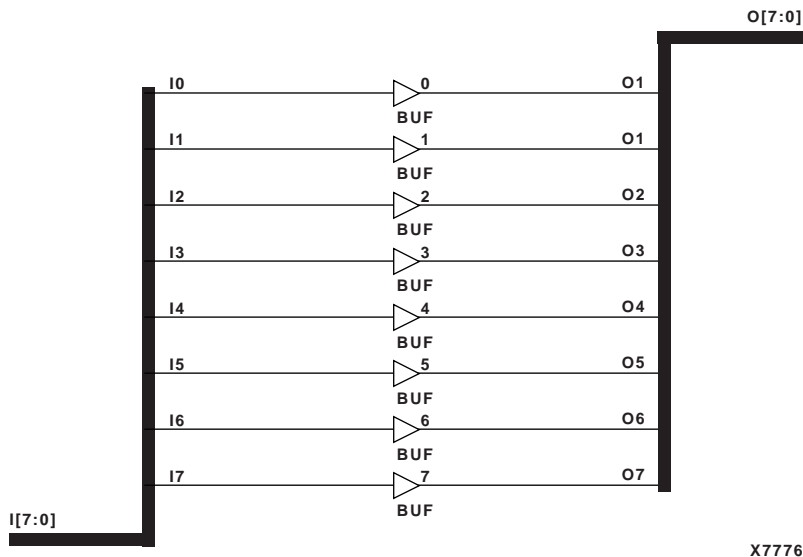 O[7:0]
I0 0 O1
BUF
I1 1 O1
BUF
I2 2 O2
BUF
I3 3 O3
BUF
I4 4 O4
BUF
I5 5 O5
BUF
I6 6 O6
BUF
I7 7 O7
BUF
I[7:0]
X7776